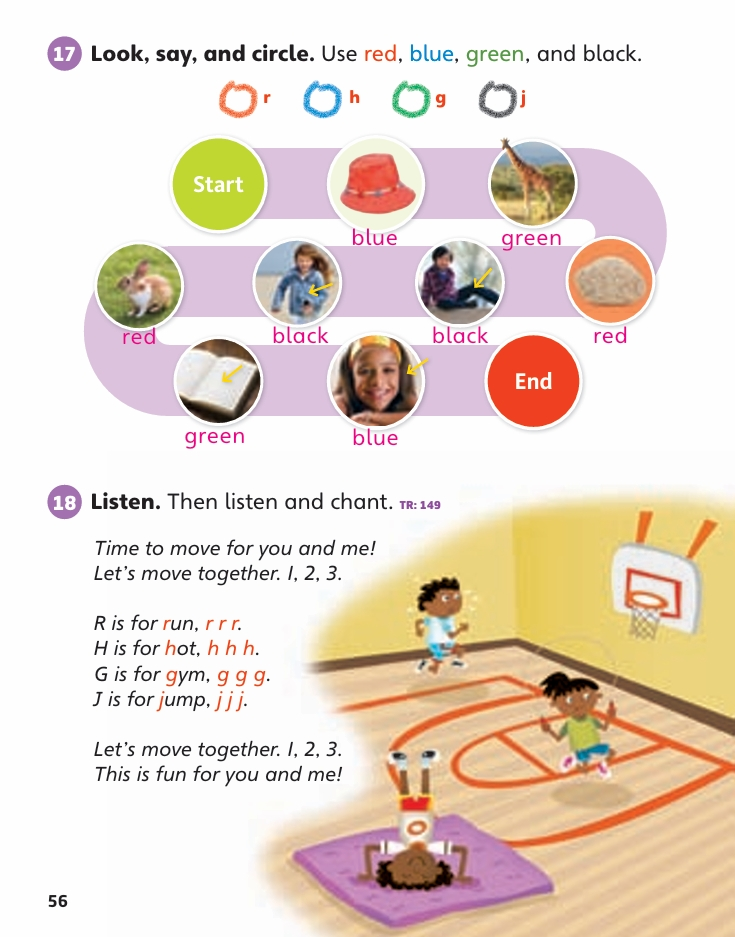 17 Look, say, and circle. Use red, blue, green, and black.
r h g j
Start
blue green
red black black red
End
green blue
18 Listen. Then listen and chant. TR: 149
Time to move for you and me!
Let's move together. 1, 2, 3.
R is for run, r r r.
H is for hot, h h h.
G is for gym, g g g.
J is for jump, j j j.
Let's move together. 1, 2, 3.
This is fun for you and me!
56